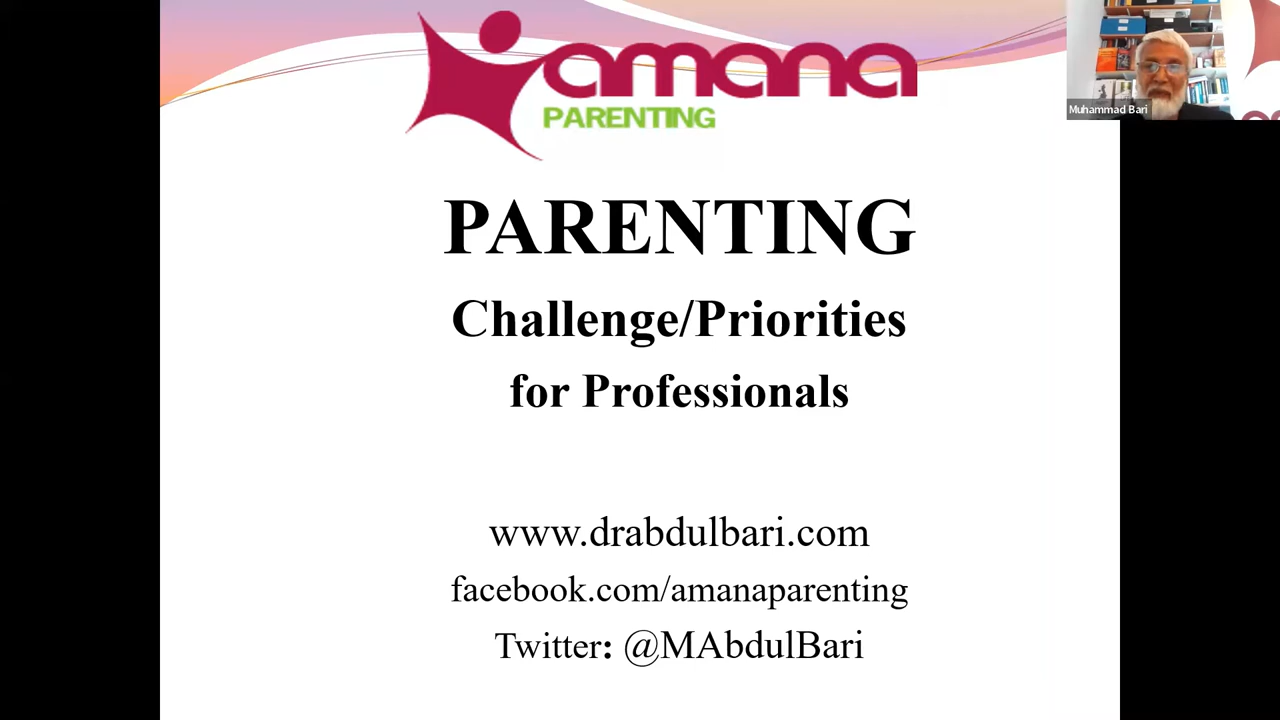 amana
PARENTING
Muhammad Bari
PARENTING
Challenge/Priorities
for Professionals
www.drabdulbari.com
facebook.com/amanaparenting
Twitter: @MAbdulBari